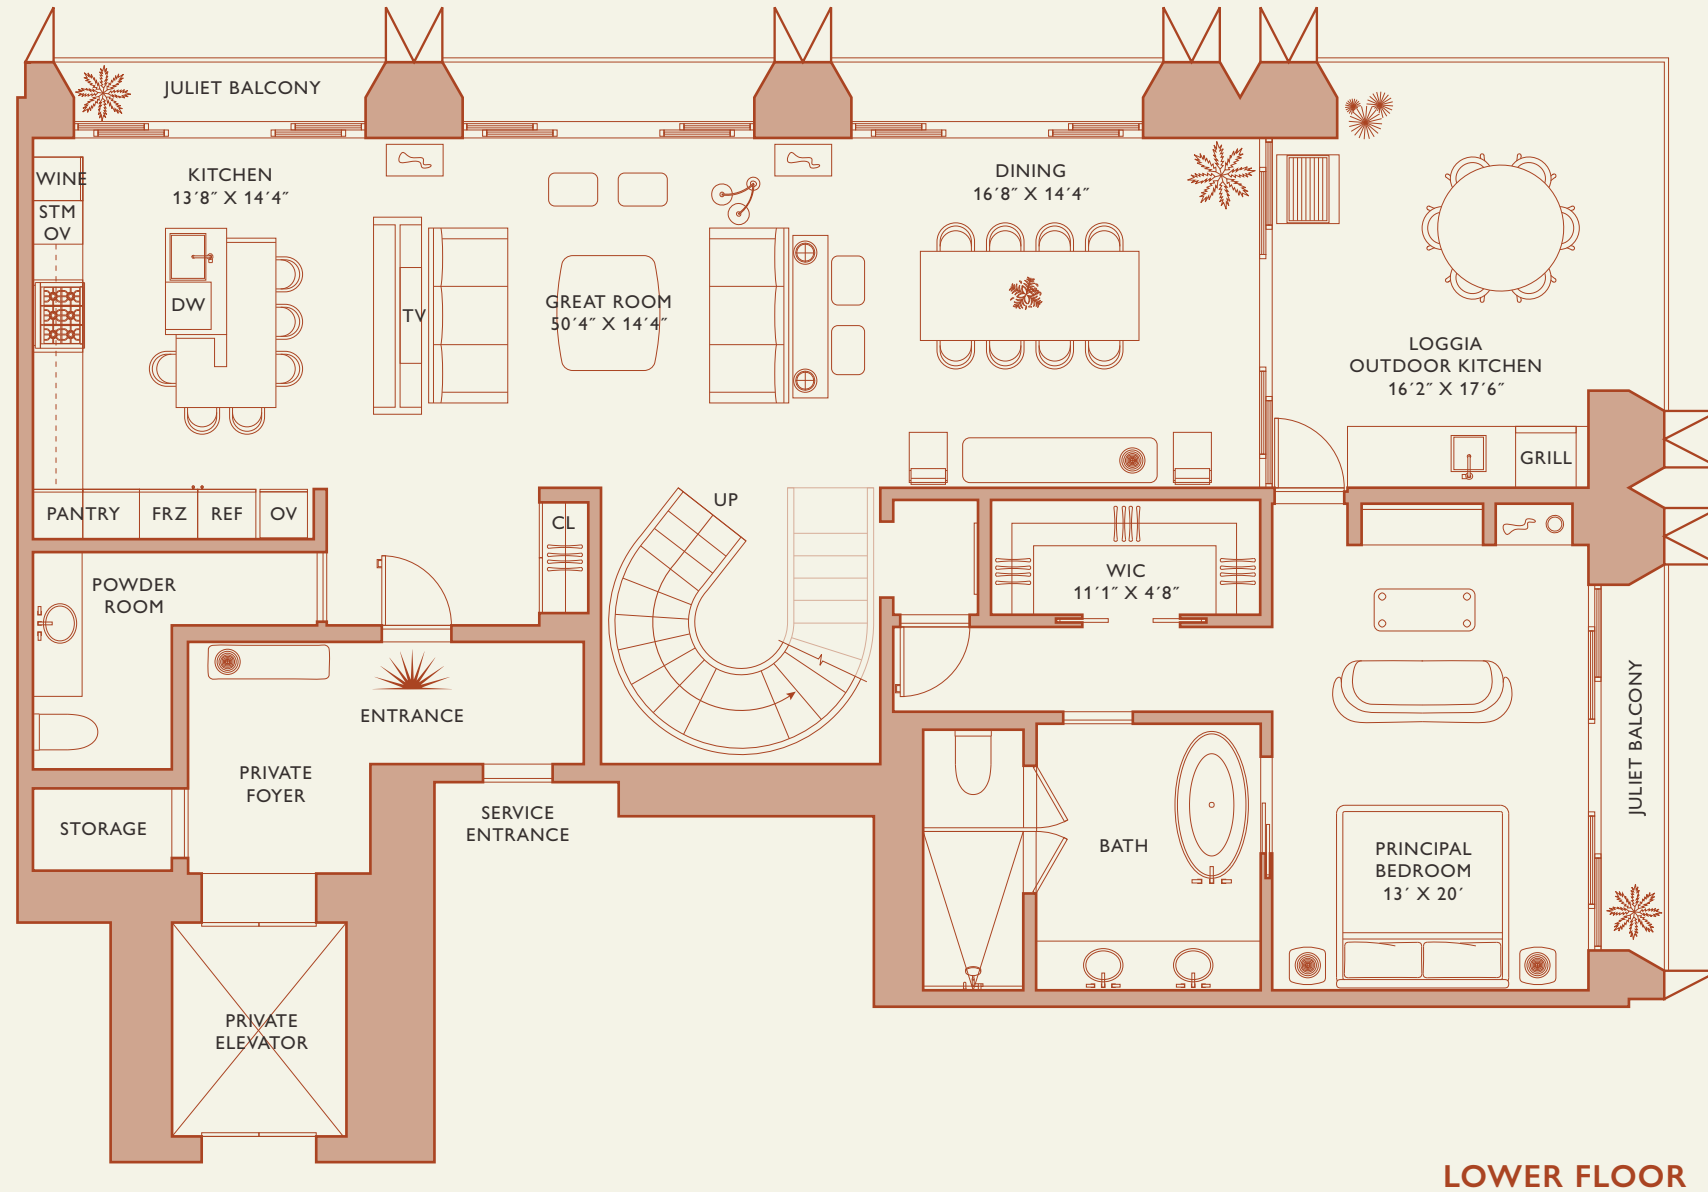 JULIET BALCONY
WINE
STM
OV
KITCHEN
13´8˝ X 14´4˝
DW
TV
GREAT ROOM
50´4˝ X 14´4˝
DINING
16´8˝ X 14´4˝
LOGGIA
OUTDOOR KITCHEN
16´2˝ X 17´6˝
GRILL
PANTRY
FRZ
REF
OV
CL
UP
WIC
11´1˝ X 4´8˝
POWDER
ROOM
ENTRANCE
PRIVATE
FOYER
STORAGE
SERVICE
ENTRANCE
BATH
PRINCIPAL
BEDROOM
13´ X 20´
JULIET BALCONY
PRIVATE
ELEVATOR
LOWER FLOOR